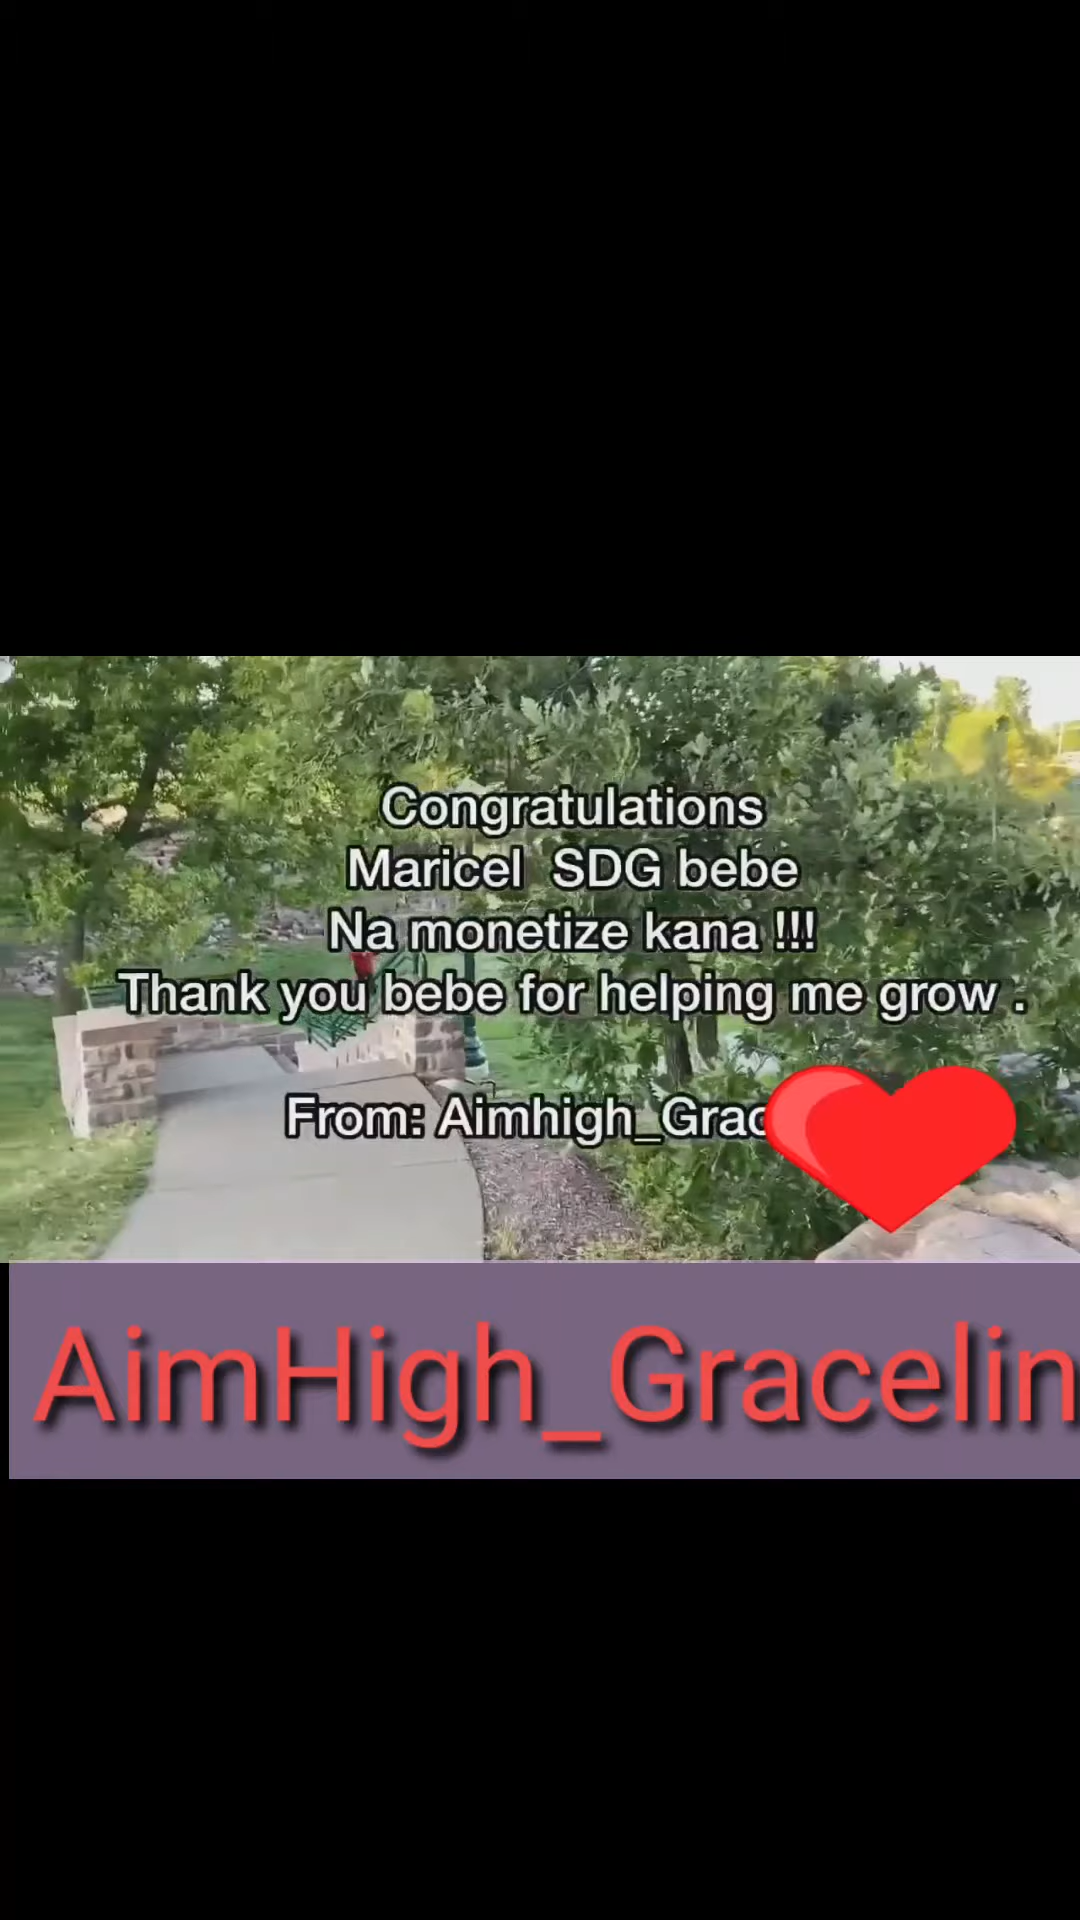 Congratulations
Maricel SDG bebe
Na monetize kana !!!
Thank you bebe for helping me grow .
From: Aimhigh_Grac
AimHigh_Gracelin